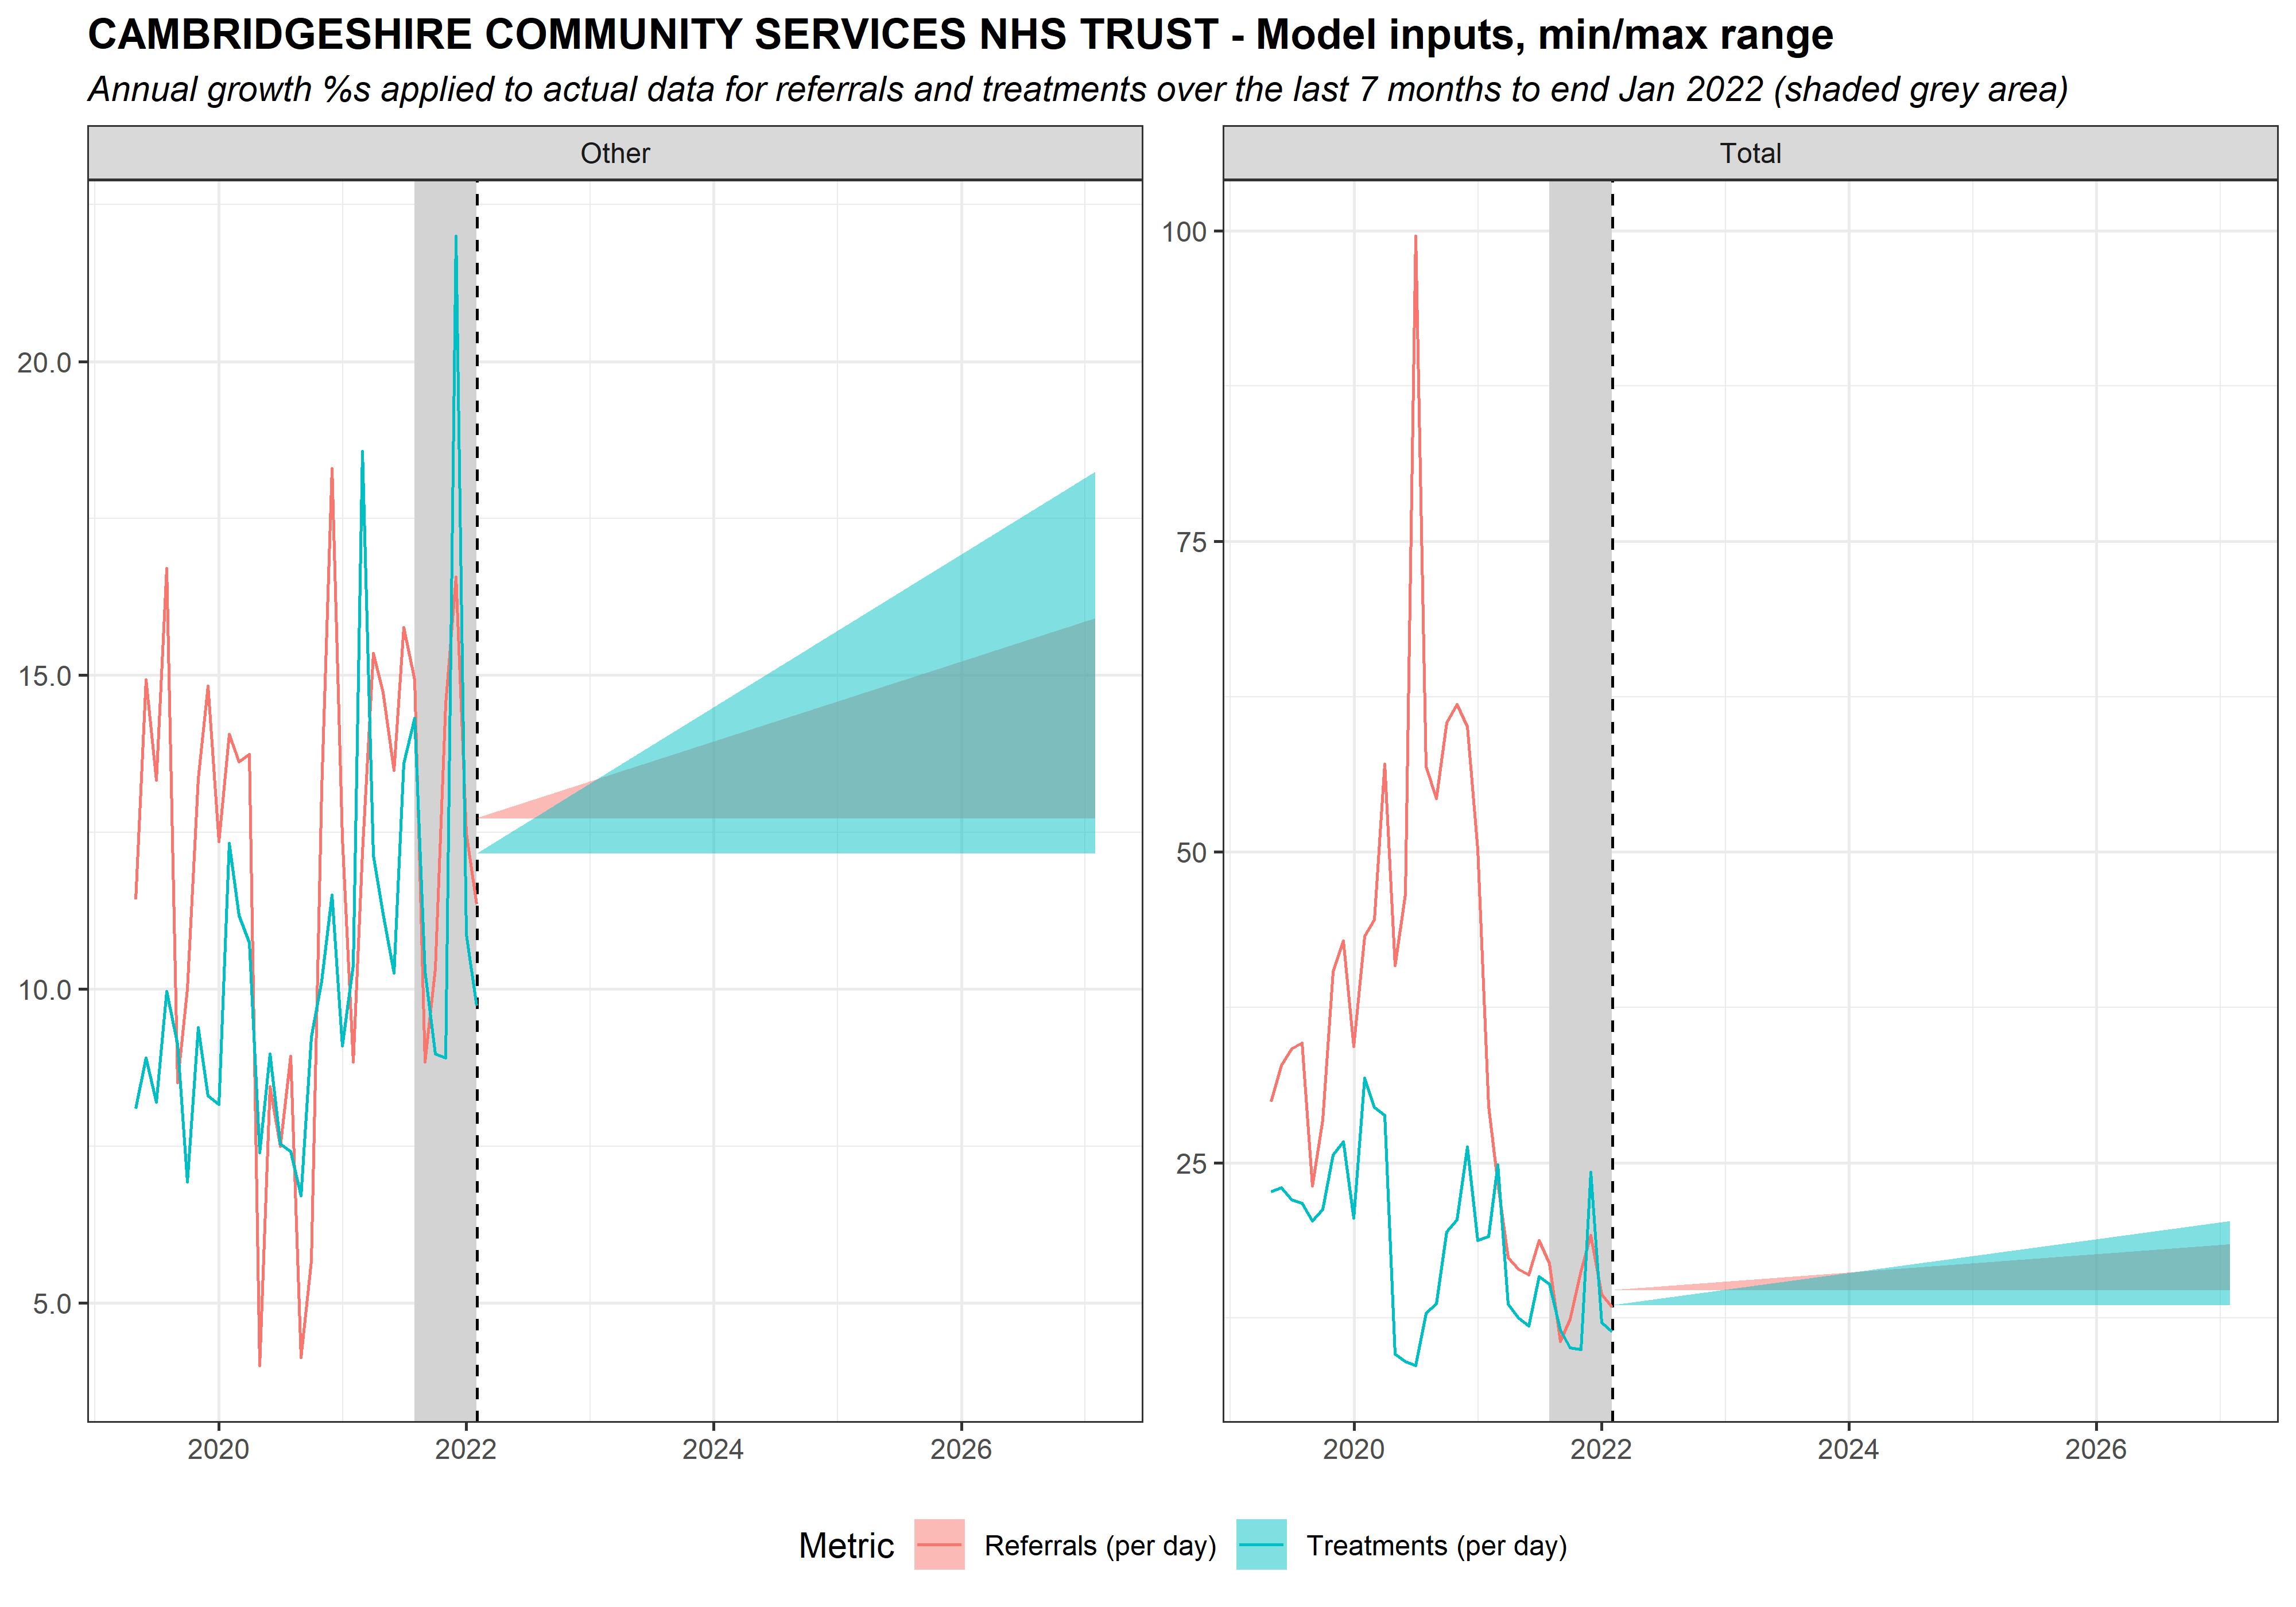 CAMBRIDGESHIRE COMMUNITY SERVICES NHS TRUST - Model inputs, min/max range
Annual growth %s applied to actual data for referrals and treatments over the last 7 months to end Jan 2022 (shaded grey area)
Other
20.0
15.0
10.0
5.0
2020 2022 2024 2026
Total
100
75
50
25
2020 2022 2024 2026
Metric Referrals (per day) Treatments (per day)